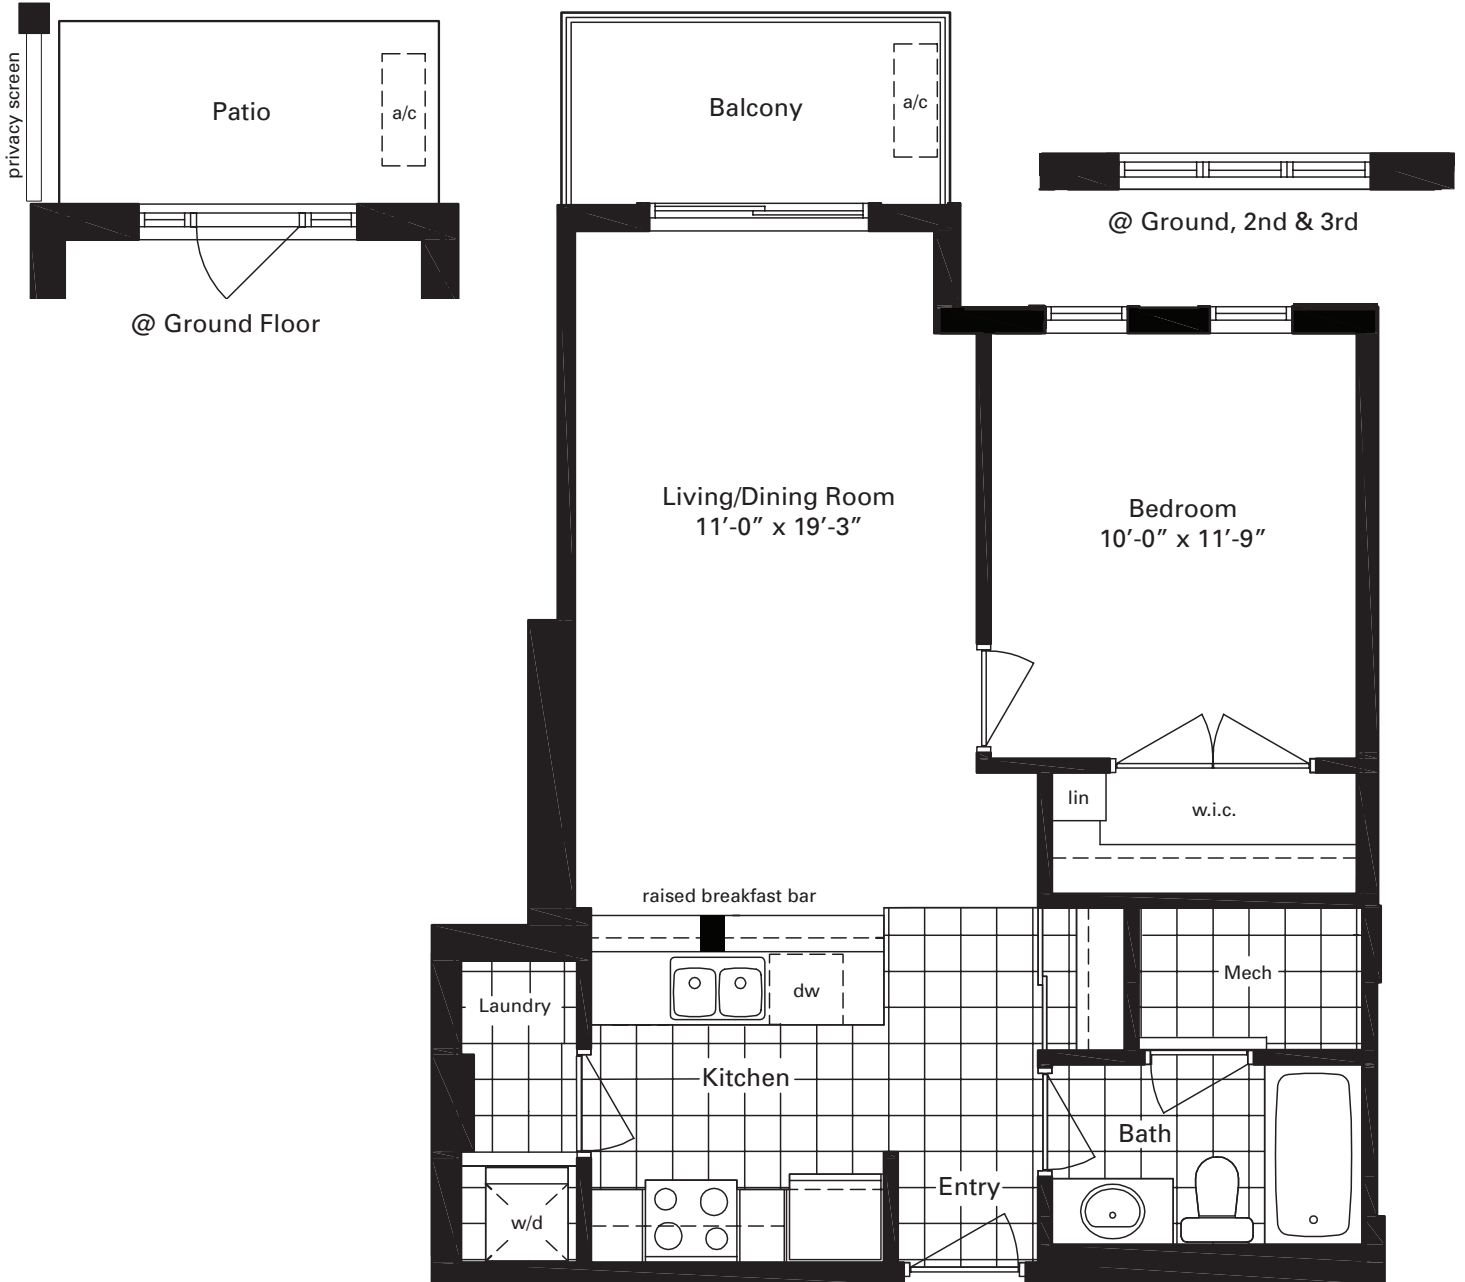 privacy screen
Patio
a/c
@ Ground Floor
Balcony
a/c
@ Ground, 2nd & 3rd
Living/Dining Room
11’-0” x 19’-3”
Bedroom
10’-0” x 11’-9”
lin
w.i.c.
raised breakfast bar
Laundry
dw
Mech
Kitchen
Bath
Entry
w/d